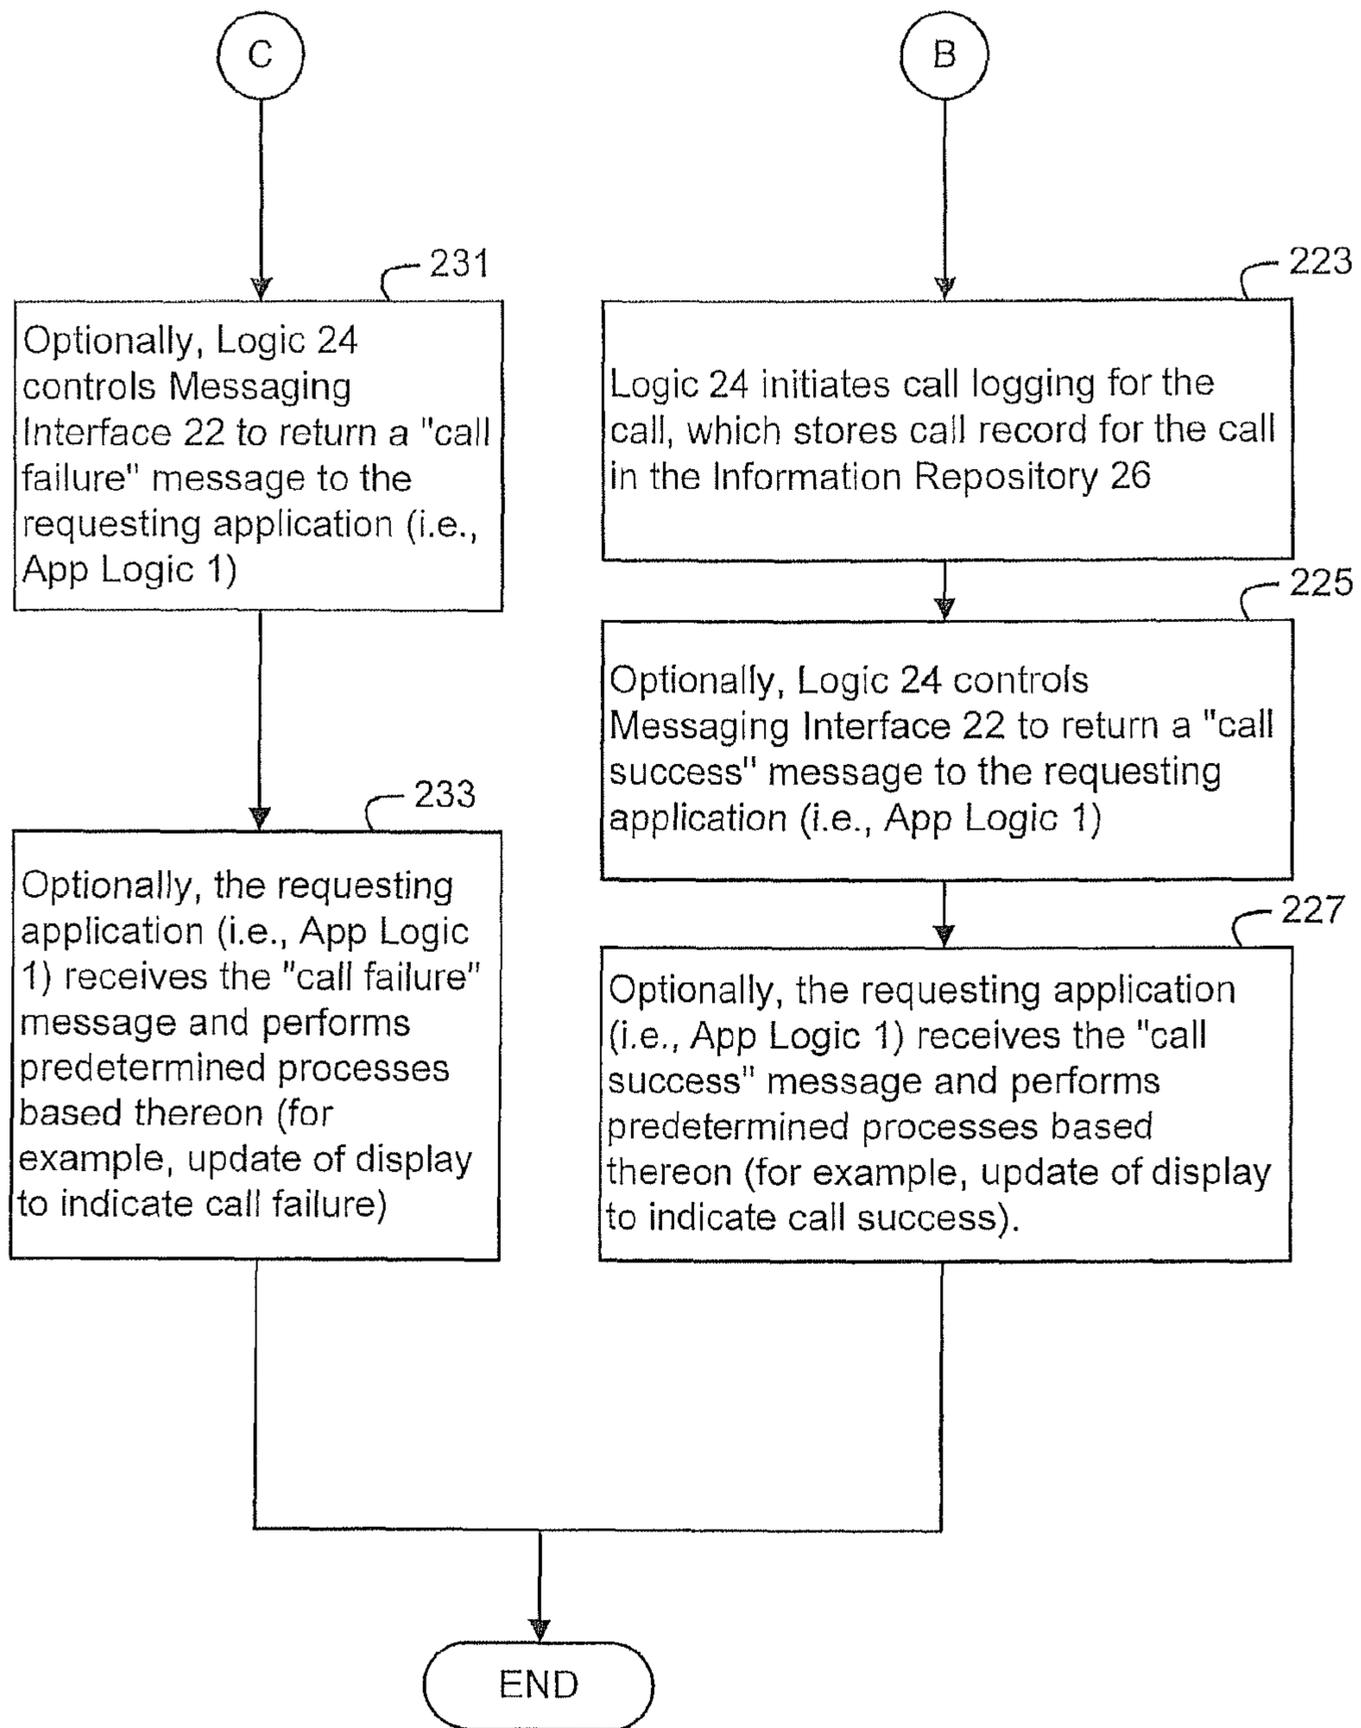 C
231
Optionally, Logic 24
controls Messaging
Interface 22 to return a "call
failure" message to the
requesting application (i.e.,
App Logic 1)
233
Optionally, the requesting
application (i.e., App Logic
1) receives the "call failure"
message and performs
predetermined processes
based thereon (for
example, update of display
to indicate call failure)
B
223
Logic 24 initiates call logging for the
call, which stores call record for the call
in the Information Repository 26
225
Optionally, Logic 24 controls
Messaging Interface 22 to return a "call
success" message to the requesting
application (i.e., App Logic 1)
227
Optionally, the requesting application
(i.e., App Logic 1) receives the "call
success" message and performs
predetermined processes based
thereon (for example, update of display
to indicate call success).
END